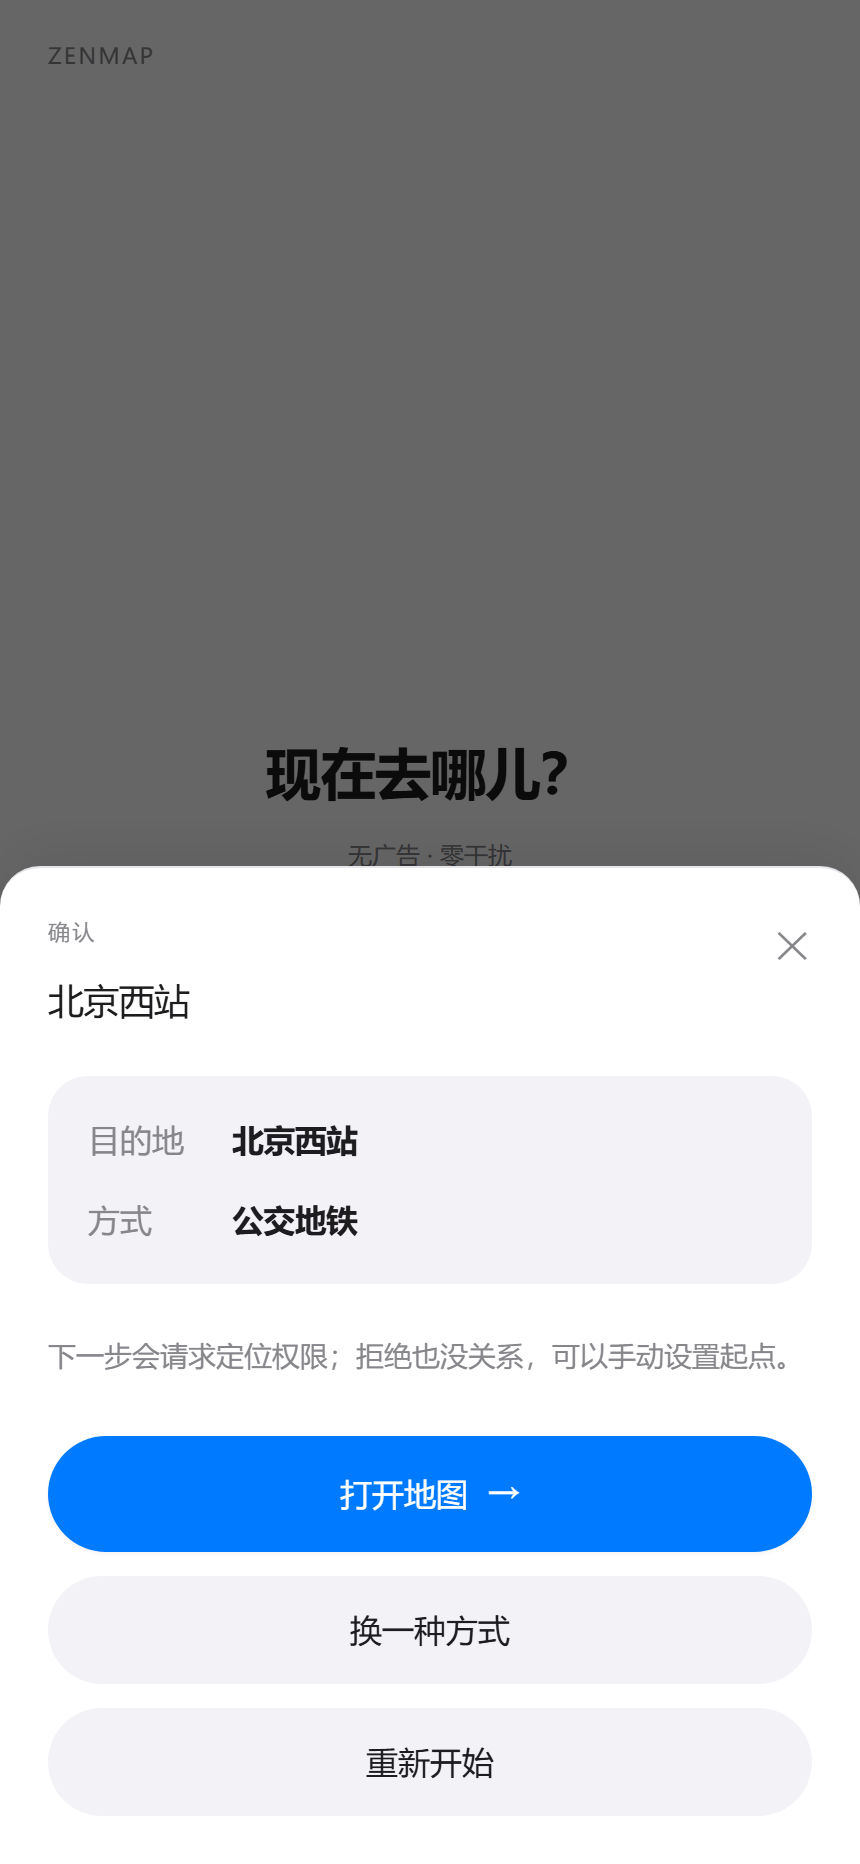 ZENMAP
现在去哪儿？
无广告 · 零干扰
确认
北京西站
目的地 北京西站
方式 公交地铁
下一步会请求定位权限；拒绝也没关系，可以手动设置起点。
打开地图 →
换一种方式
重新开始